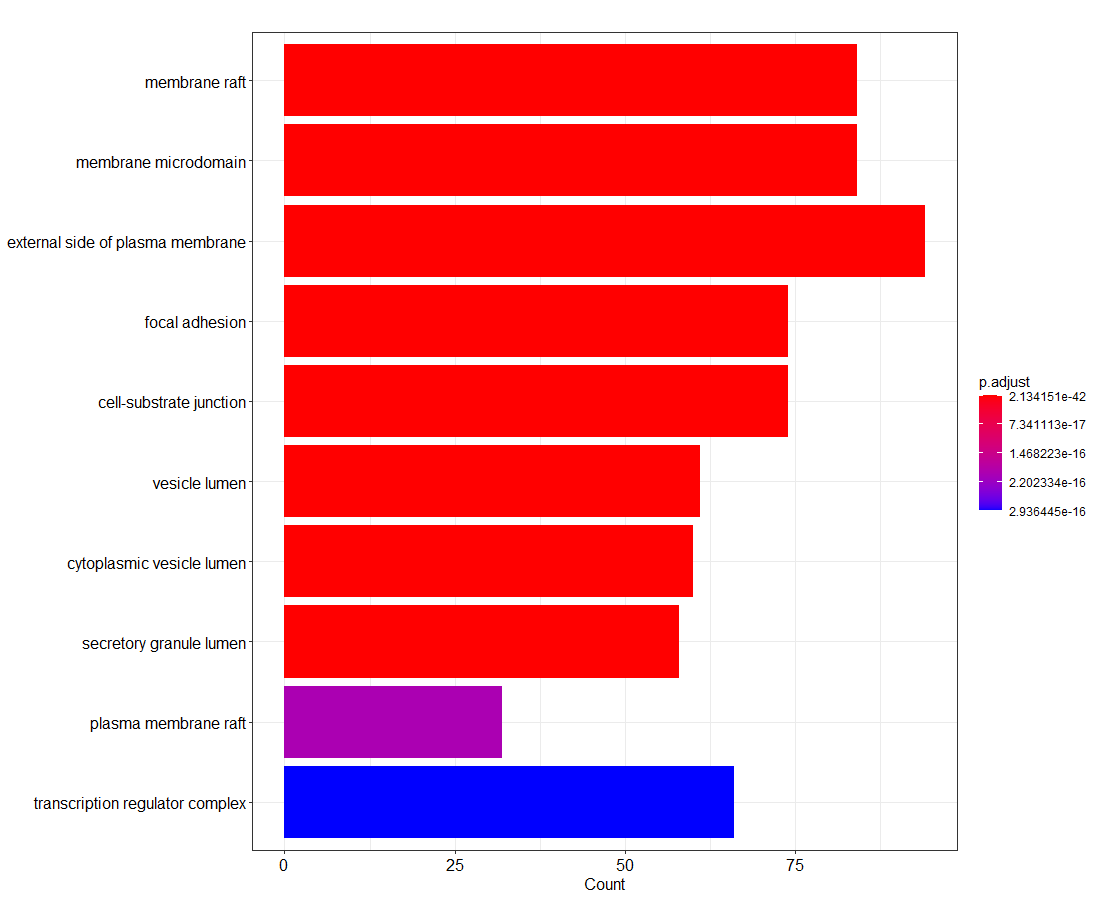 membrane raft
membrane microdomain
external side of plasma membrane
focal adhesion
cell-substrate junction
vesicle lumen
cytoplasmic vesicle lumen
secretory granule lumen
plasma membrane raft
transcription regulator complex
0 25 50 75
Count
p.adjust
2.134151e-42
7.341113e-17
1.468223e-16
2.202334e-16
2.936445e-16